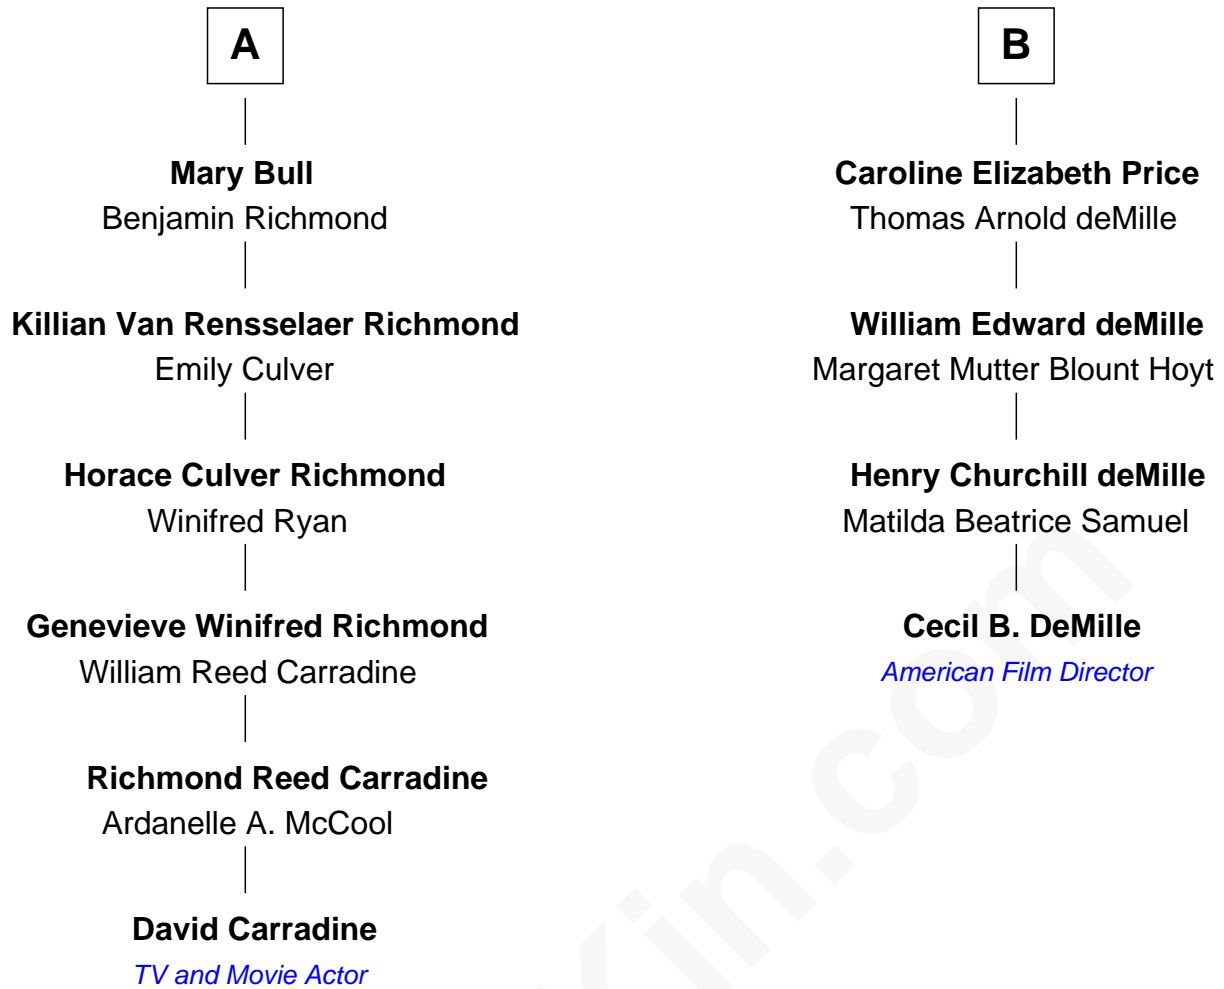 A
Mary Bull
Benjamin Richmond
Killian Van Rensselaer Richmond
Emily Culver
Horace Culver Richmond
Winifred Ryan
Genevieve Winifred Richmond
William Reed Carradine
Richmond Reed Carradine
Ardanelle A. McCool
David Carradine
TV and Movie Actor
B
Caroline Elizabeth Price
Thomas Arnold deMille
William Edward deMille
Margaret Mutter Blount Hoyt
Henry Churchill deMille
Matilda Beatrice Samuel
Cecil B. DeMille
American Film Director
Kin.com